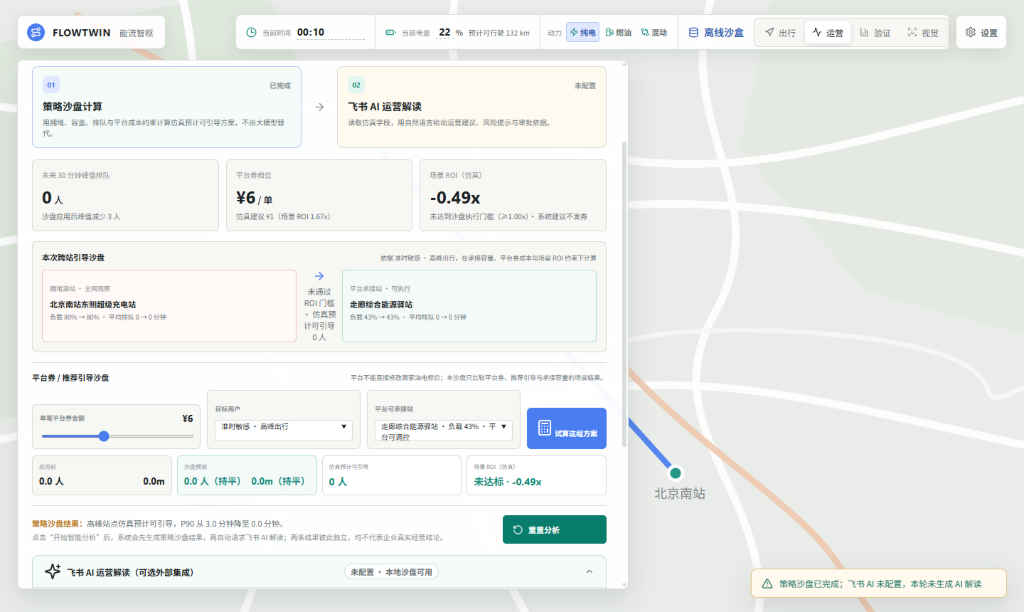 FLOWTWIN 能流智枢
当前时间 00:10
当前电量 22 % 预计可行驶 132 km
动力 纯电 燃油 混动
离线沙盒
出行 运营 验证 视觉
设置
01 已完成
策略沙盘计算
用拥堵、容量、排队与平台成本约束计算仿真预计可引导方案，不由大模型替
代。
02 未配置
飞书 AI 运营解读
读取仿真字段，用自然语言给出运营建议、风险提示与审批依据。
未来 30 分钟峰值排队
0 人
沙盘应用后峰值减少 3 人
平台券档位
¥6 / 单
仿真建议 ¥1（场景 ROI 1.67x）
场景 ROI（仿真）
-0.49x
未达到沙盘执行门槛（≥1.00x）· 系统建议不发券
本次跨站引导沙盘
依据 准时敏感 · 高峰出行，在承接容量、平台券成本与场景 ROI 约束下计算
拥堵源站 · 全网观察
北京南站东侧超级充电站
负载 80% → 80% · 平均排队 0 → 0 分钟
未通过
ROI 门槛
· 仿真预
计可引导
0 人
平台承接站 · 可执行
走廊综合能源驿站
负载 43% → 43% · 平均排队 0 → 0 分钟
平台券 / 推荐引导沙盘
平台不能直接修改商家油电标价；本沙盘只比较平台券、推荐引导与承接容量的场景结果。
单笔平台券金额 ¥6
目标用户
准时敏感 · 高峰出行
平台可承接站
走廊综合能源驿站 · 负载 43% · 平
台可调控
试算这组方案
应用前
0.0 人 0.0m
沙盘预测
0.0 人（持平） 0.0m（持平）
仿真预计可引导
0 人
场景 ROI（仿真）
未达标 · -0.49x
策略沙盘结果：高峰站点仿真预计可引导，P90 从 3.0 分钟降至 0.0 分钟。
点击“开始智能分析”后，系统会先生成策略沙盘结果，再自动请求飞书 AI 解读；两条结果彼此独立，均不代表企业真实经营结论。
重置分析
飞书 AI 运营解读（可选外部集成）
未配置 · 本地沙盘可用
北京南站
策略沙盘已完成；飞书 AI 未配置，本轮未生成 AI 解读